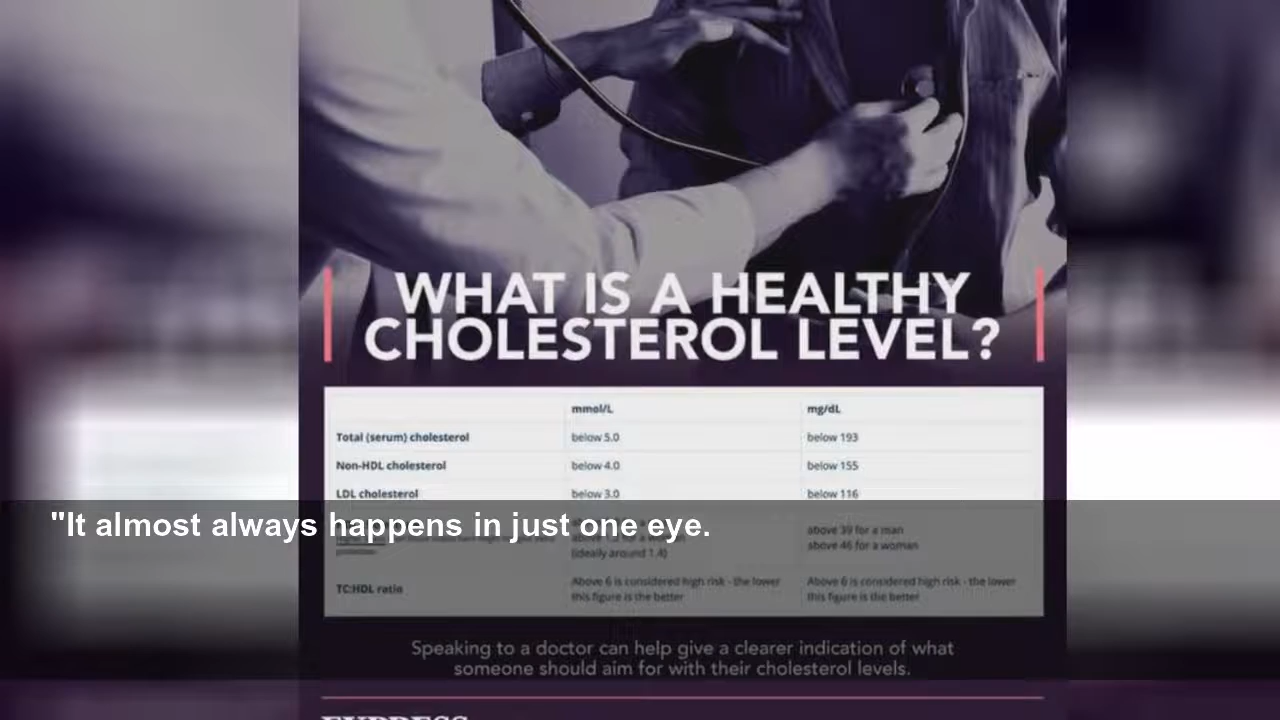 WHAT IS A HEALTHY
CHOLESTEROL LEVEL?
mmol/L mg/dL
Total (serum) cholesterol below 5.0 below 193
Non-HDL cholesterol below 4.0 below 155
LDL cholesterol below 3.0 below 116
"It almost always happens in just one eye.
above 39 for a man
above 46 for a woman
(ideally around 1.4)
TC:HDL ratio Above 6 is considered high risk - the lower this figure is the better Above 6 is considered high risk - the lower this figure is the better
Speaking to a doctor can help give a clearer indication of what
someone should aim for with their cholesterol levels.
EXPRESS